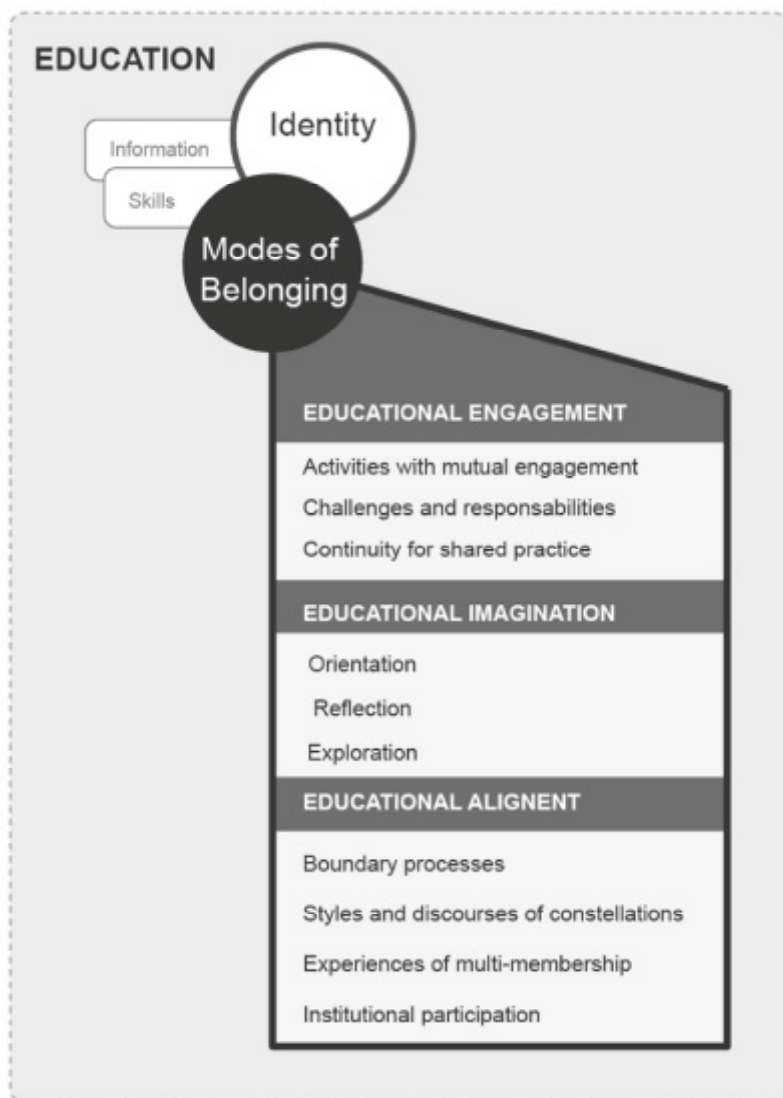 EDUCATION
Identity
Information
Skills
Modes of
Belonging
EDUCATIONAL ENGAGEMENT
Activities with mutual engagement
Challenges and responsabilities
Continuity for shared practice
EDUCATIONAL IMAGINATION
Orientation
Reflection
Exploration
EDUCATIONAL ALIGNENT
Boundary processes
Styles and discourses of constellations
Experiences of multi-membership
Institutional participation